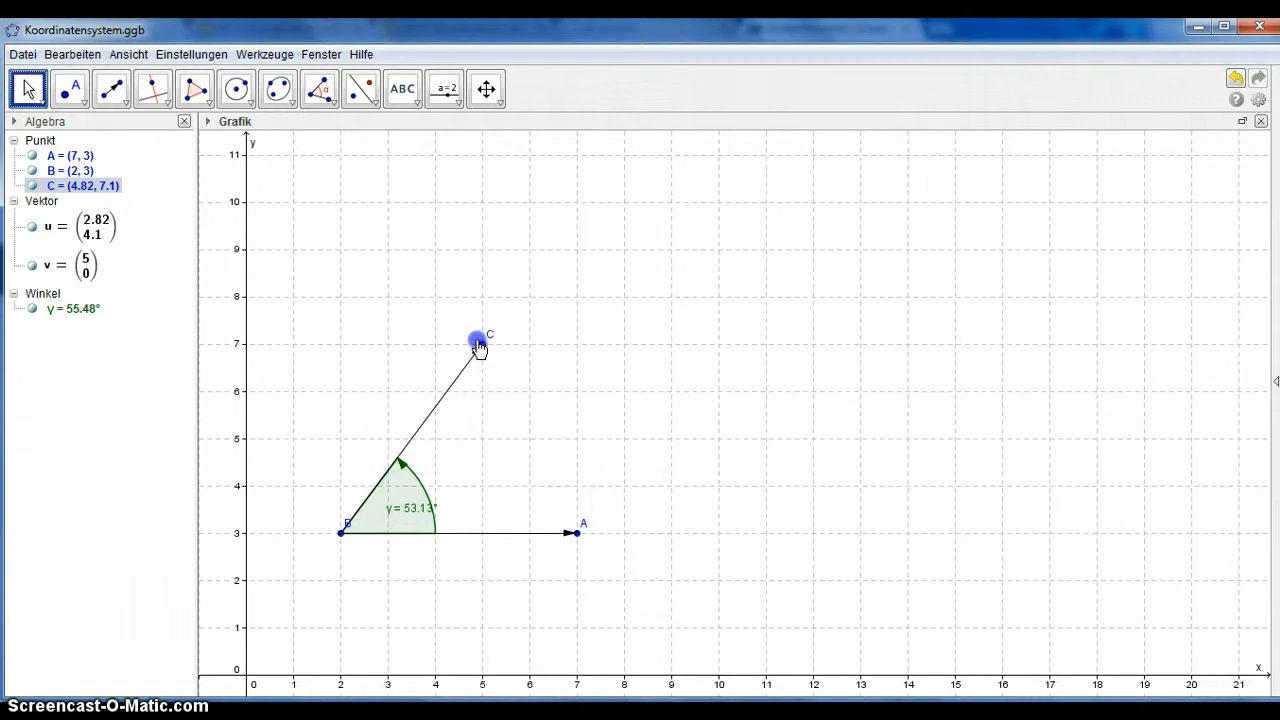 Koordinatensystem.ggb
Datei Bearbeiten Ansicht Einstellungen Werkzeuge Fenster Hilfe
A α ABC a=2
Algebra
Grafik
Punkt
A = (7, 3)
B = (2, 3)
C = (4.82, 7.1)
Vektor
u = (2.82
4.1)
v = (5
0)
Winkel
γ = 55.48°
y
11
10
9
8
7
6
5
4
3
2
1
0
C
γ = 53.13°
B
A
x
0 1 2 3 4 5 6 7 8 9 10 11 12 13 14 15 16 17 18 19 20 21
Screencast-O-Matic.com